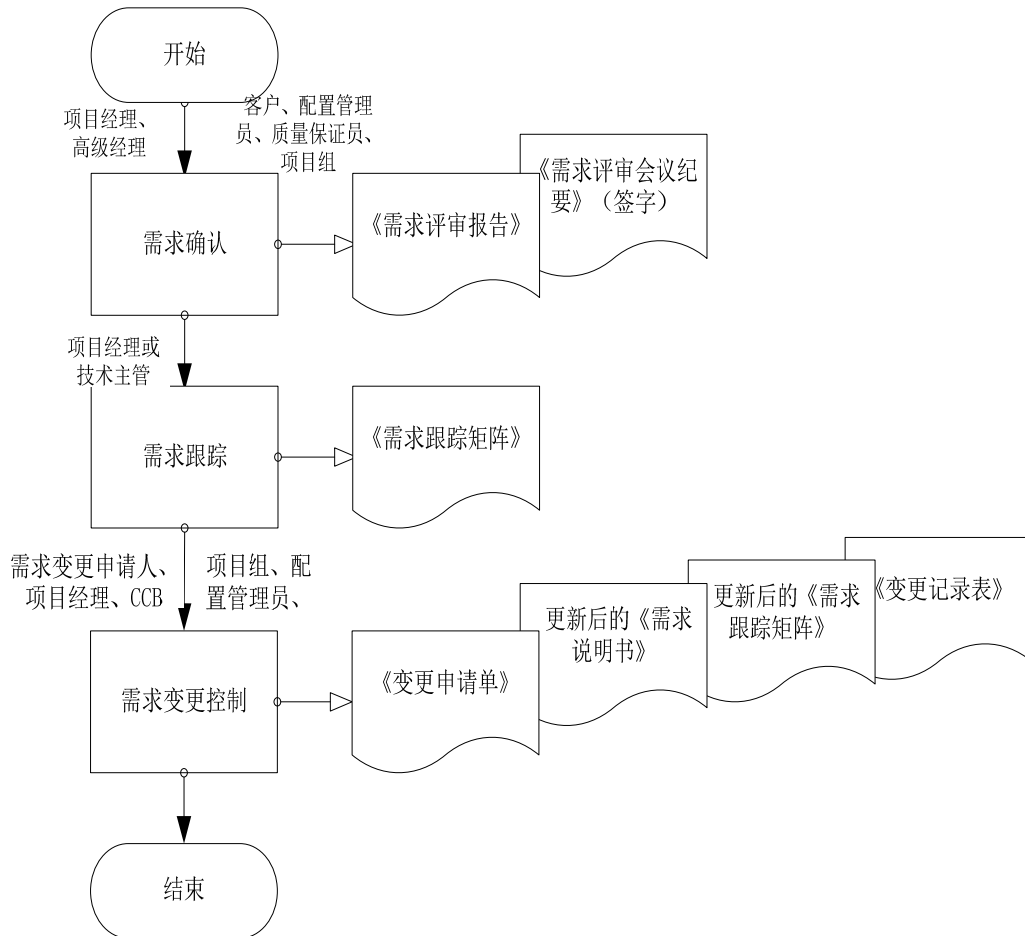 开始
项目经理、
高级经理
客户、配置管理
员、质量保证员、
项目组
需求确认
《需求评审报告》
《需求评审会议纪
要》（签字）
项目经理或
技术主管
需求跟踪
《需求跟踪矩阵》
需求变更申请人、
项目经理、CCB
项目组、配
置管理员、
需求变更控制
《变更申请单》
更新后的《需求
说明书》
更新后的《需求
跟踪矩阵》
《变更记录表》
结束